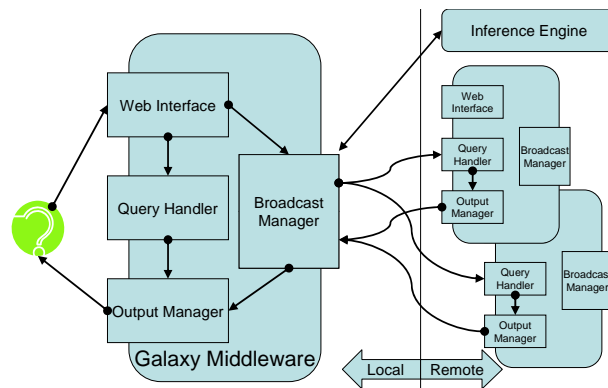 Inference Engine
Web Interface
Query Handler
Output Manager
Broadcast
Manager
Galaxy Middleware
Web
Interface
Query
Handler
Output
Manager
Broadcast
Manager
Query
Handler
Output
Manager
Broadcast
Manager
Local
Remote